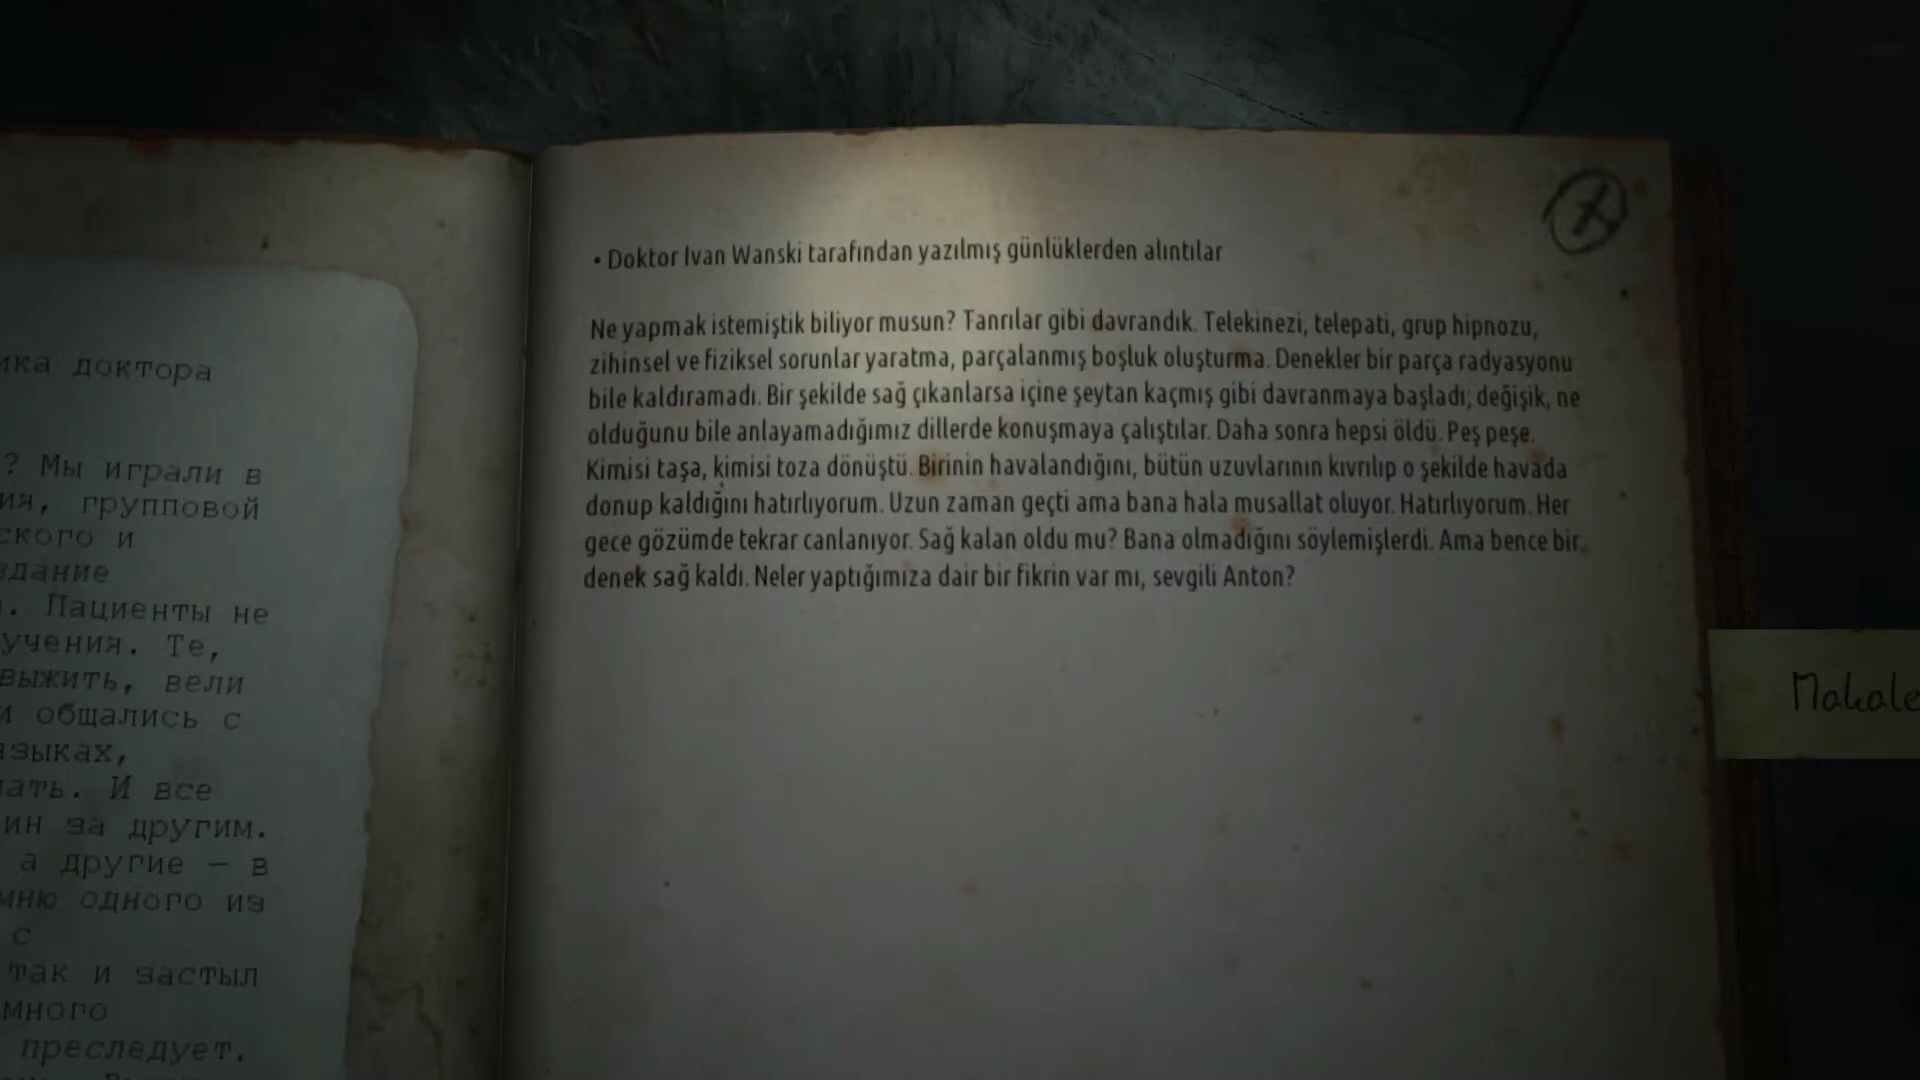 ика доктора
? Мы играли в
ия, групповой
ского и
здание
. Пациенты не
учения. Те,
выжить, вели
и общались с
языках,
ать. И все
ин за другим.
а другие – в
мню одного из
с
так и застыл
много
преследует.
• Doktor Ivan Wanski tarafından yazılmış günlüklerden alıntılar
Ne yapmak istemiştik biliyor musun? Tanrılar gibi davrandık. Telekinezi, telepati, grup hipnozu,
zihinsel ve fiziksel sorunlar yaratma, parçalanmış boşluk oluşturma. Denekler bir parça radyasyonu
bile kaldıramadı. Bir şekilde sağ çıkanlarsa içine şeytan kaçmış gibi davranmaya başladı; değişik, ne
olduğunu bile anlayamadığımız dillerde konuşmaya çalıştılar. Daha sonra hepsi öldü. Peş peşe.
Kimisi taşa, kimisi toza dönüştü. Birinin havalandığını, bütün uzuvlarının kıvrılıp o şekilde havada
donup kaldığını hatırlıyorum. Uzun zaman geçti ama bana hala musallat oluyor. Hatırlıyorum. Her
gece gözümde tekrar canlanıyor. Sağ kalan oldu mu? Bana olmadığını söylemişlerdi. Ama bence bir
denek sağ kaldı. Neler yaptığımıza dair bir fikrin var mı, sevgili Anton?
Makale